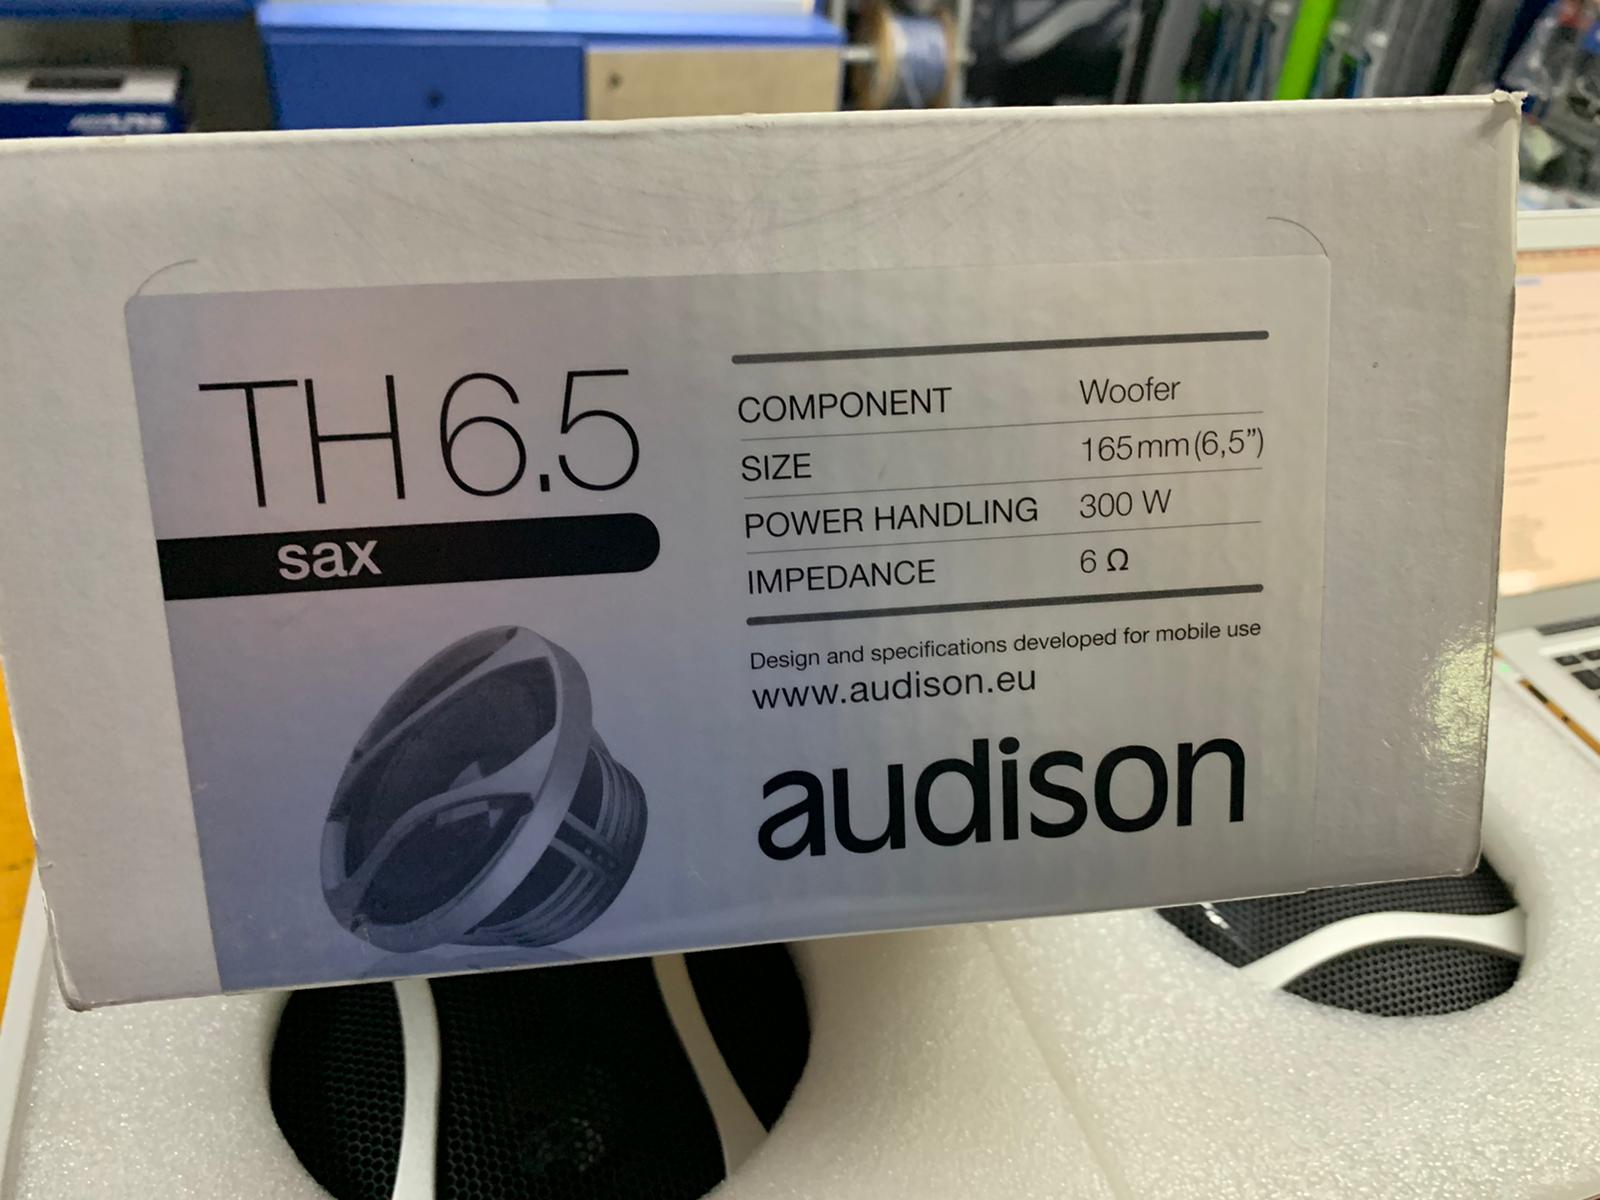 TH 6.5
sax
COMPONENT Woofer
SIZE 165mm (6,5”)
POWER HANDLING 300 W
IMPEDANCE 6 Ω
Design and specifications developed for mobile use
www.audison.eu
audison